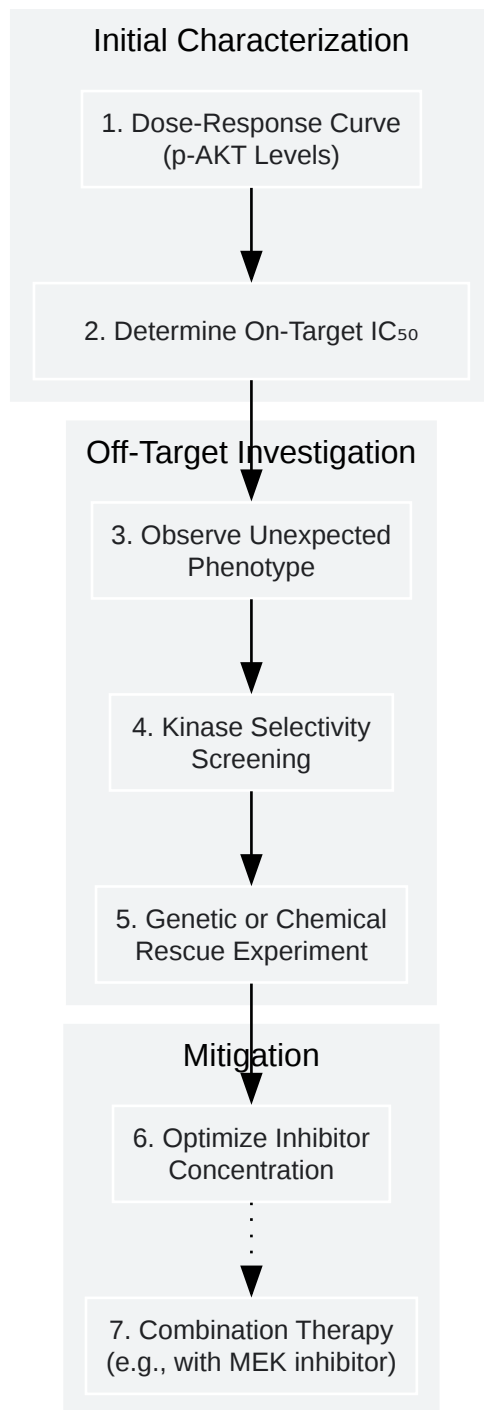 Initial Characterization
1. Dose-Response Curve
(p-AKT Levels)
2. Determine On-Target IC₅₀
Off-Target Investigation
3. Observe Unexpected
Phenotype
4. Kinase Selectivity
Screening
5. Genetic or Chemical
Rescue Experiment
Mitigation
6. Optimize Inhibitor
Concentration
7. Combination Therapy
(e.g., with MEK inhibitor)